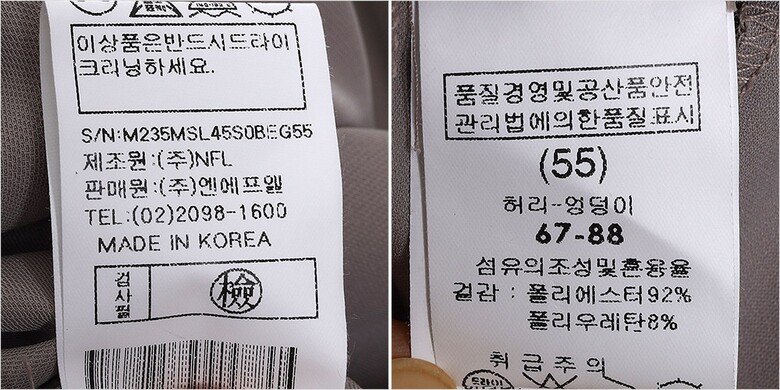 이상품은반드시드라이
크리닝하세요.
S/N:M235MSL45S0BEG55
제조원:(주)NFL
판매원:(주)엔에프엘
TEL:(02)2098-1600
MADE IN KOREA
검사필
檢
품질경영및공산품안전
관리법에의한품질표시
(55)
허리-엉덩이
67-88
섬유의조성및혼용율
겉감 : 폴리에스터92%
폴리우레탄8%
취급주의
드라이